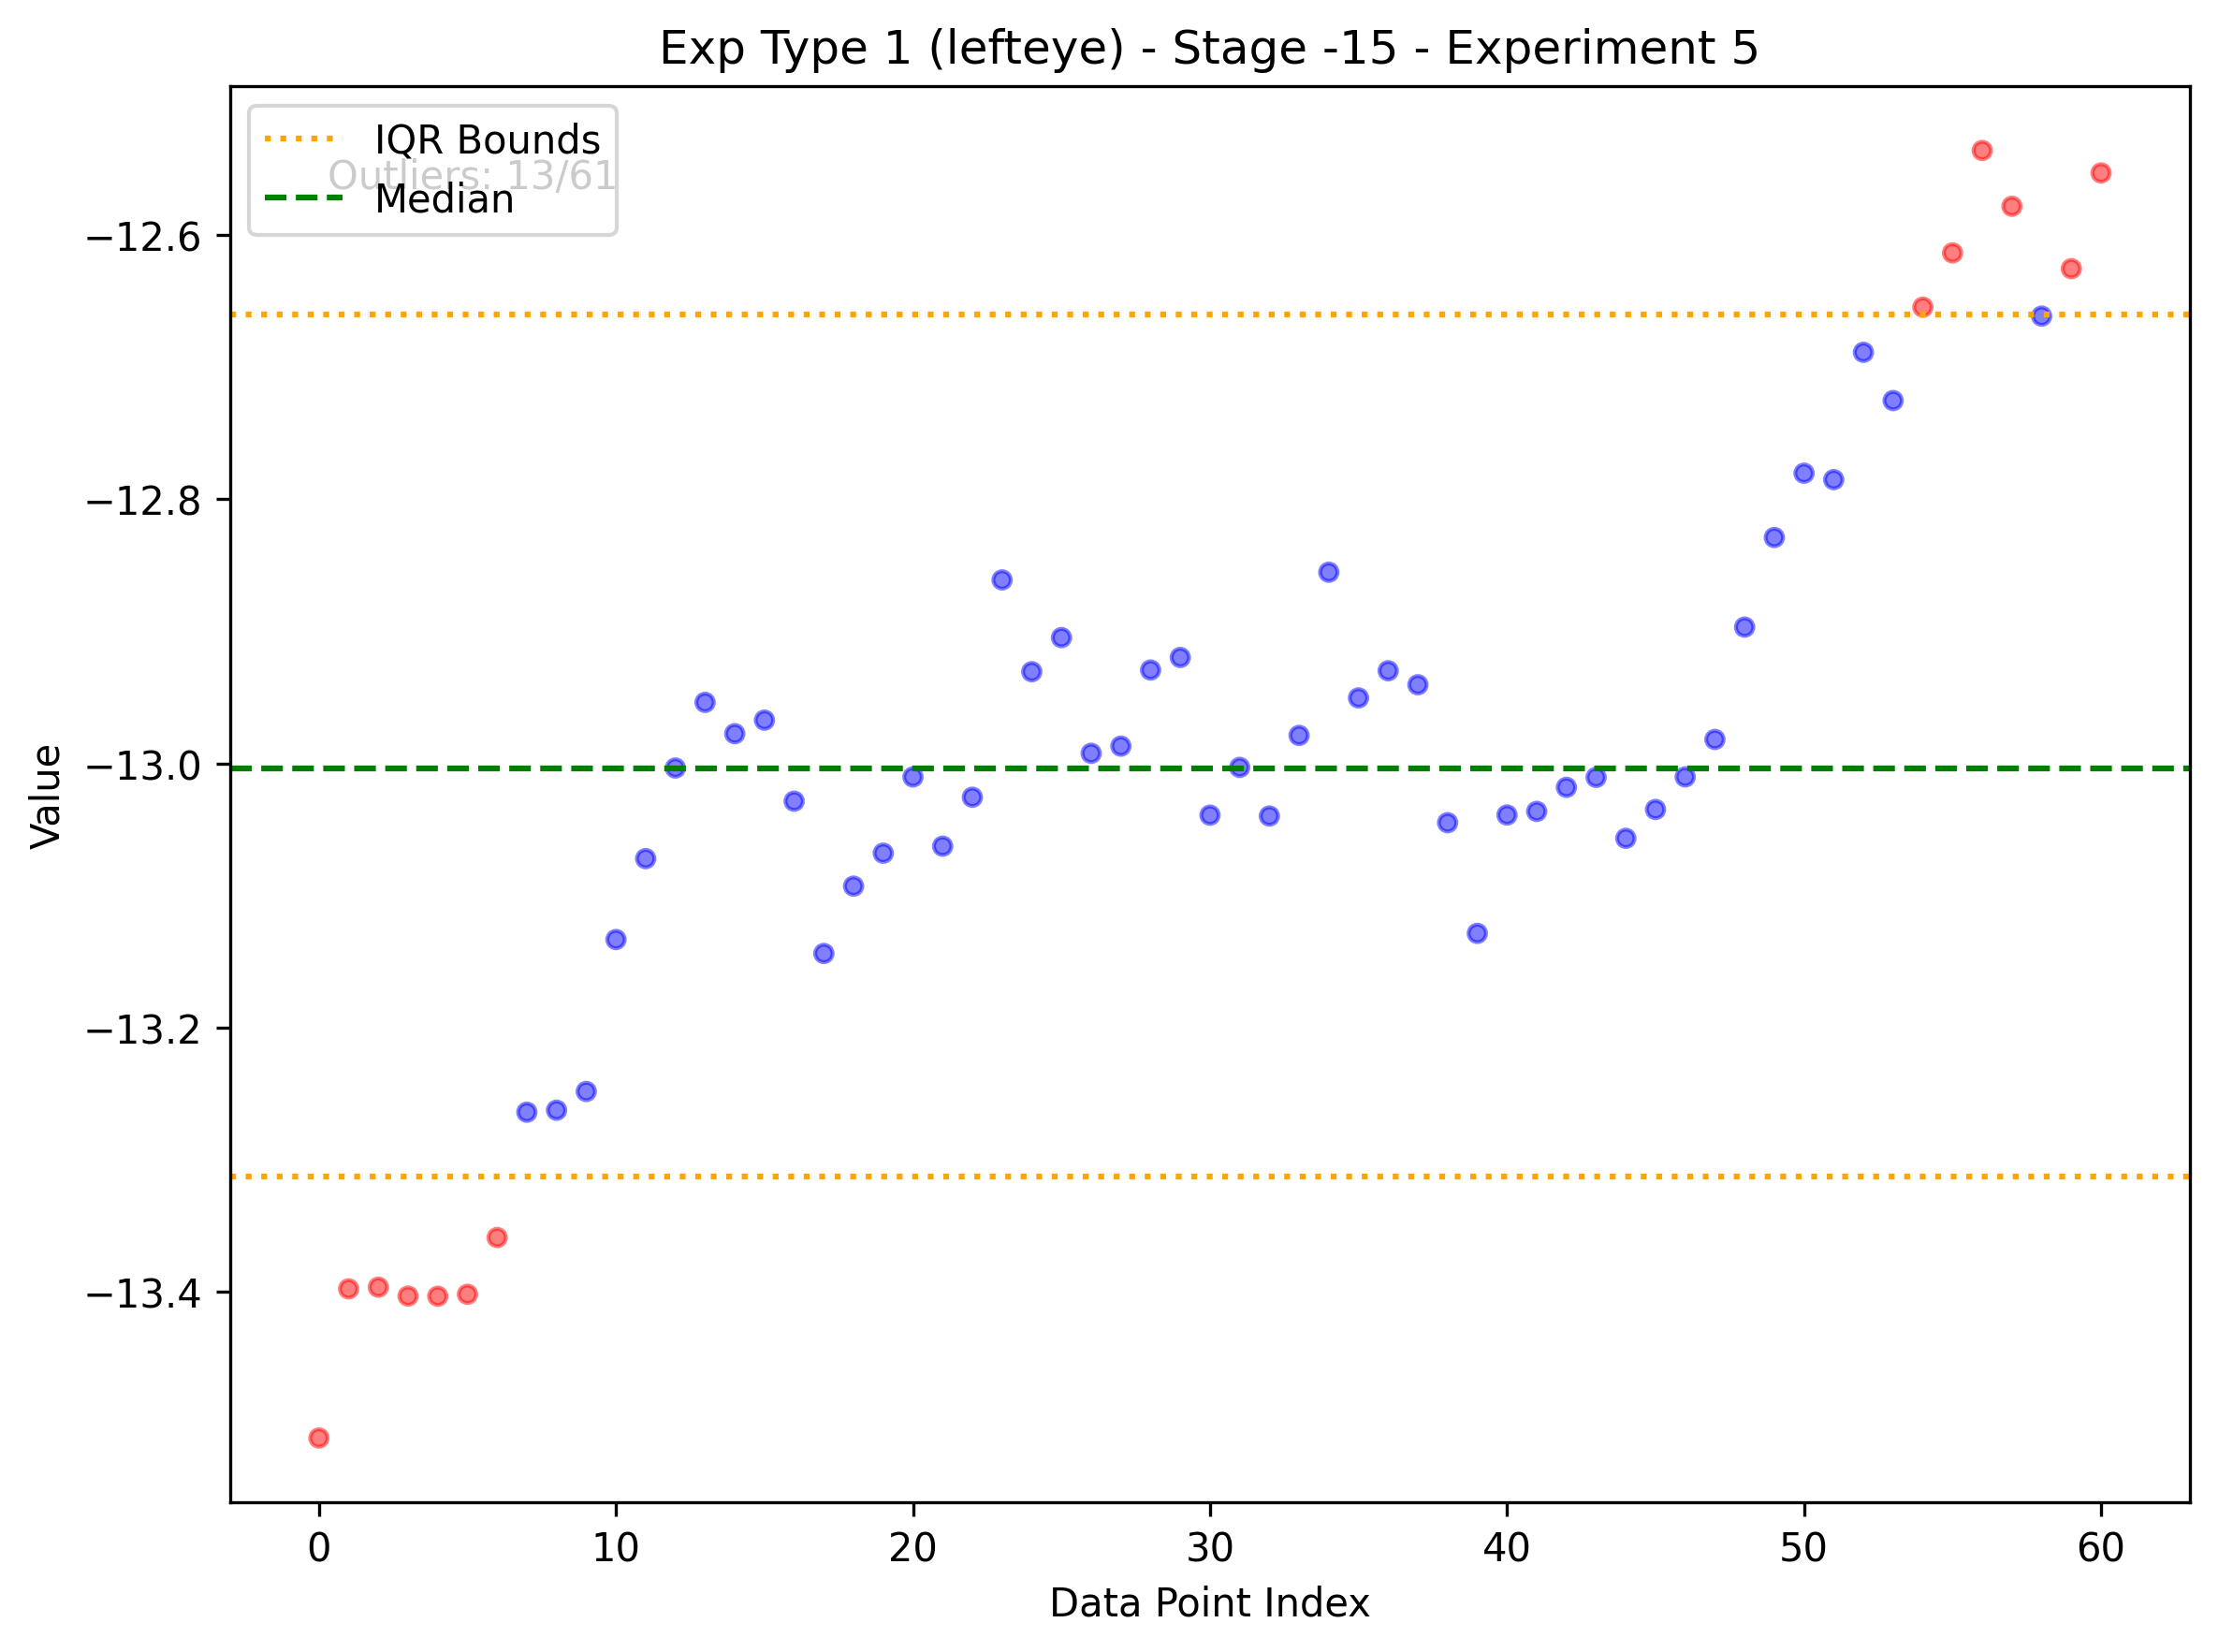 Exp Type 1 (lefteye) - Stage -15 - Experiment 5
IQR Bounds
Outliers: 13/61
Median
−12.6
−12.8
−13.0
−13.2
−13.4
Value
0 10 20 30 40 50 60
Data Point Index